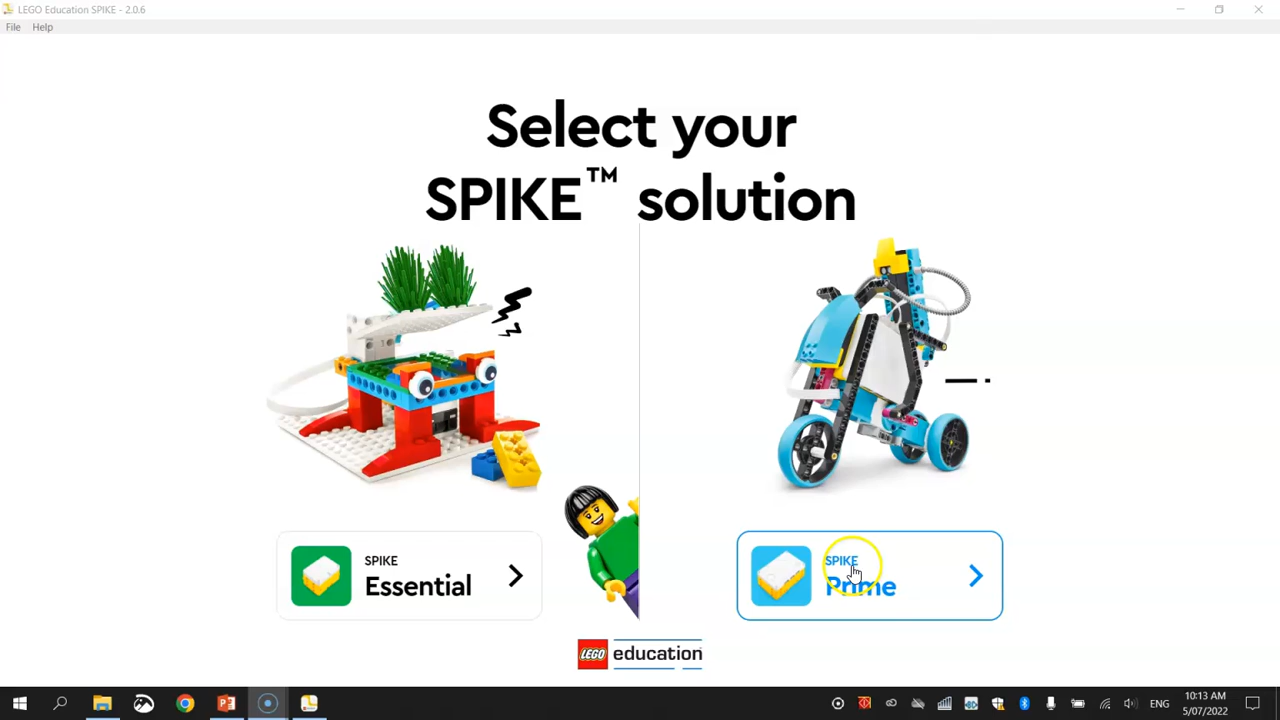 LEGO Education SPIKE - 2.0.6
File Help
Select your
SPIKE™ solution
SPIKE
Essential
SPIKE
Prime
LEGO education
ENG
10:13 AM
5/07/2022